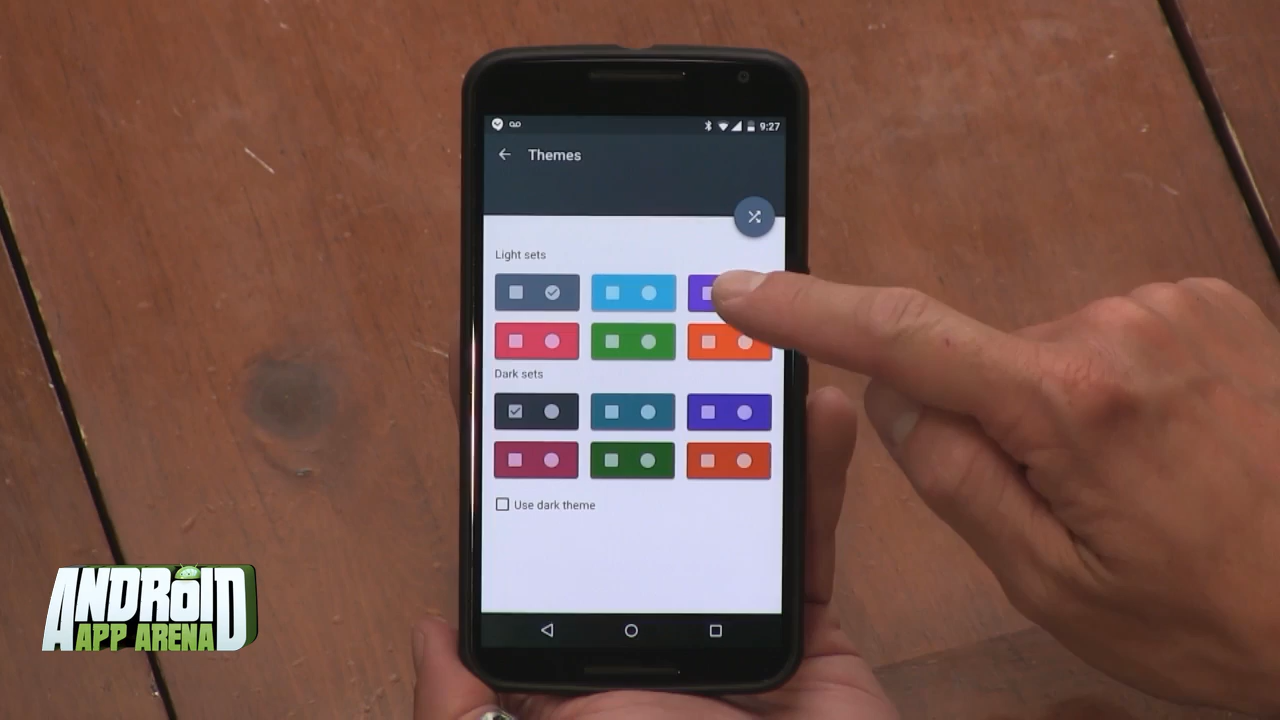 9:27
Themes
Light sets
Dark sets
Use dark theme
ANDROID
APP ARENA